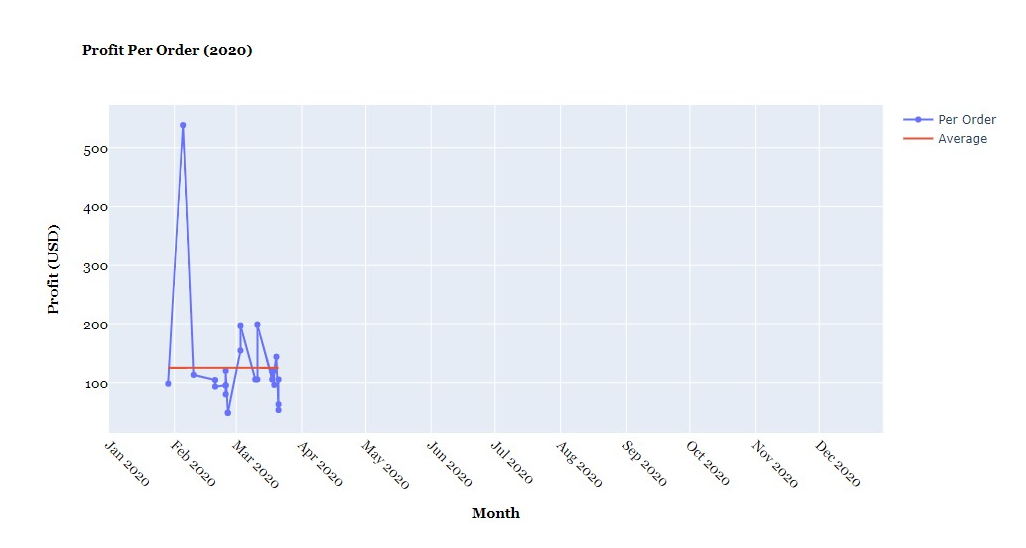 Profit Per Order (2020)
Per Order
Average
500
400
300
200
100
Profit (USD)
Jan 2020
Feb 2020
Mar 2020
Apr 2020
May 2020
Jun 2020
Jul 2020
Aug 2020
Sep 2020
Oct 2020
Nov 2020
Dec 2020
Month